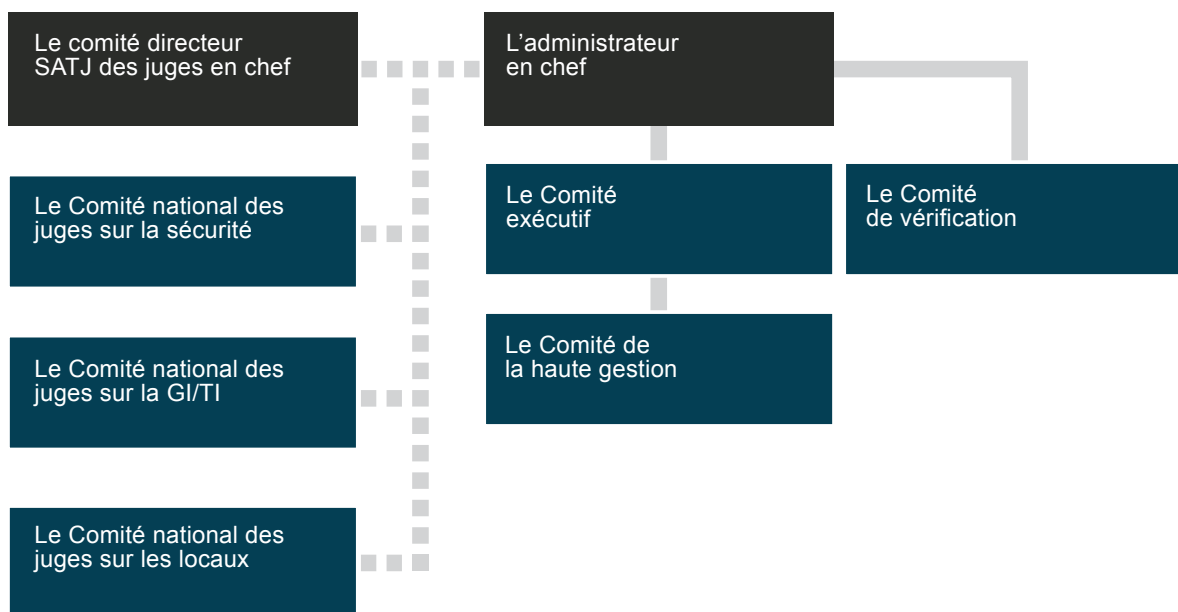 Le comité directeur
SATJ des juges en chef
L’administrateur
en chef
Le Comité national des
juges sur la sécurité
Le Comité
exécutif
Le Comité
de vérification
Le Comité national des
juges sur la GI/TI
Le Comité de
la haute gestion
Le Comité national des
juges sur les locaux